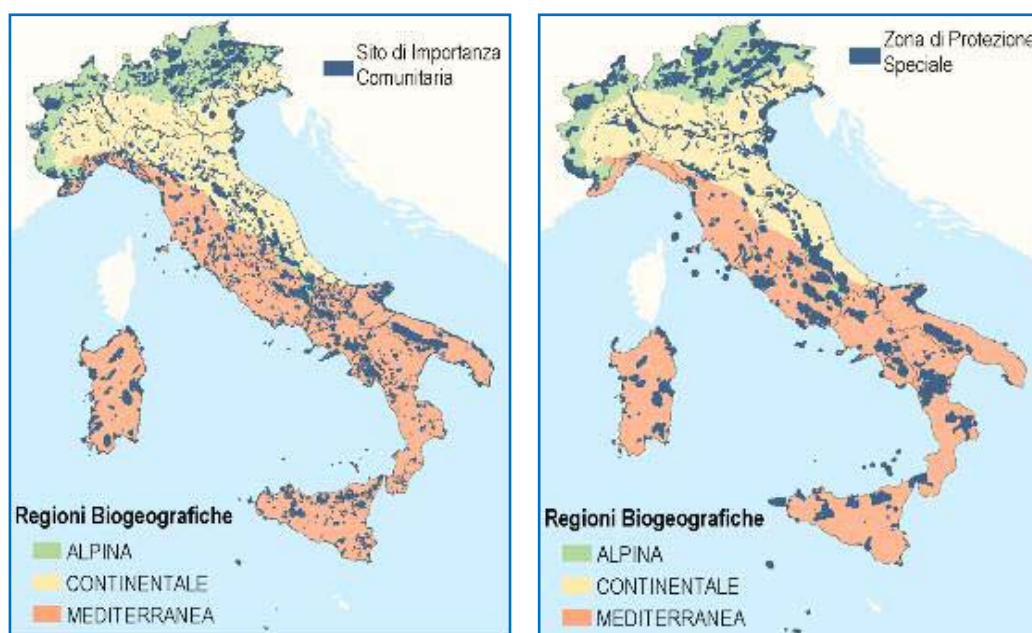 Sito di Importanza
Comunitaria
Regioni Biogeografiche
ALPINA
CONTINENTALE
MEDITERRANEA
Zona di Protezione
Speciale
Regioni Biogeografiche
ALPINA
CONTINENTALE
MEDITERRANEA